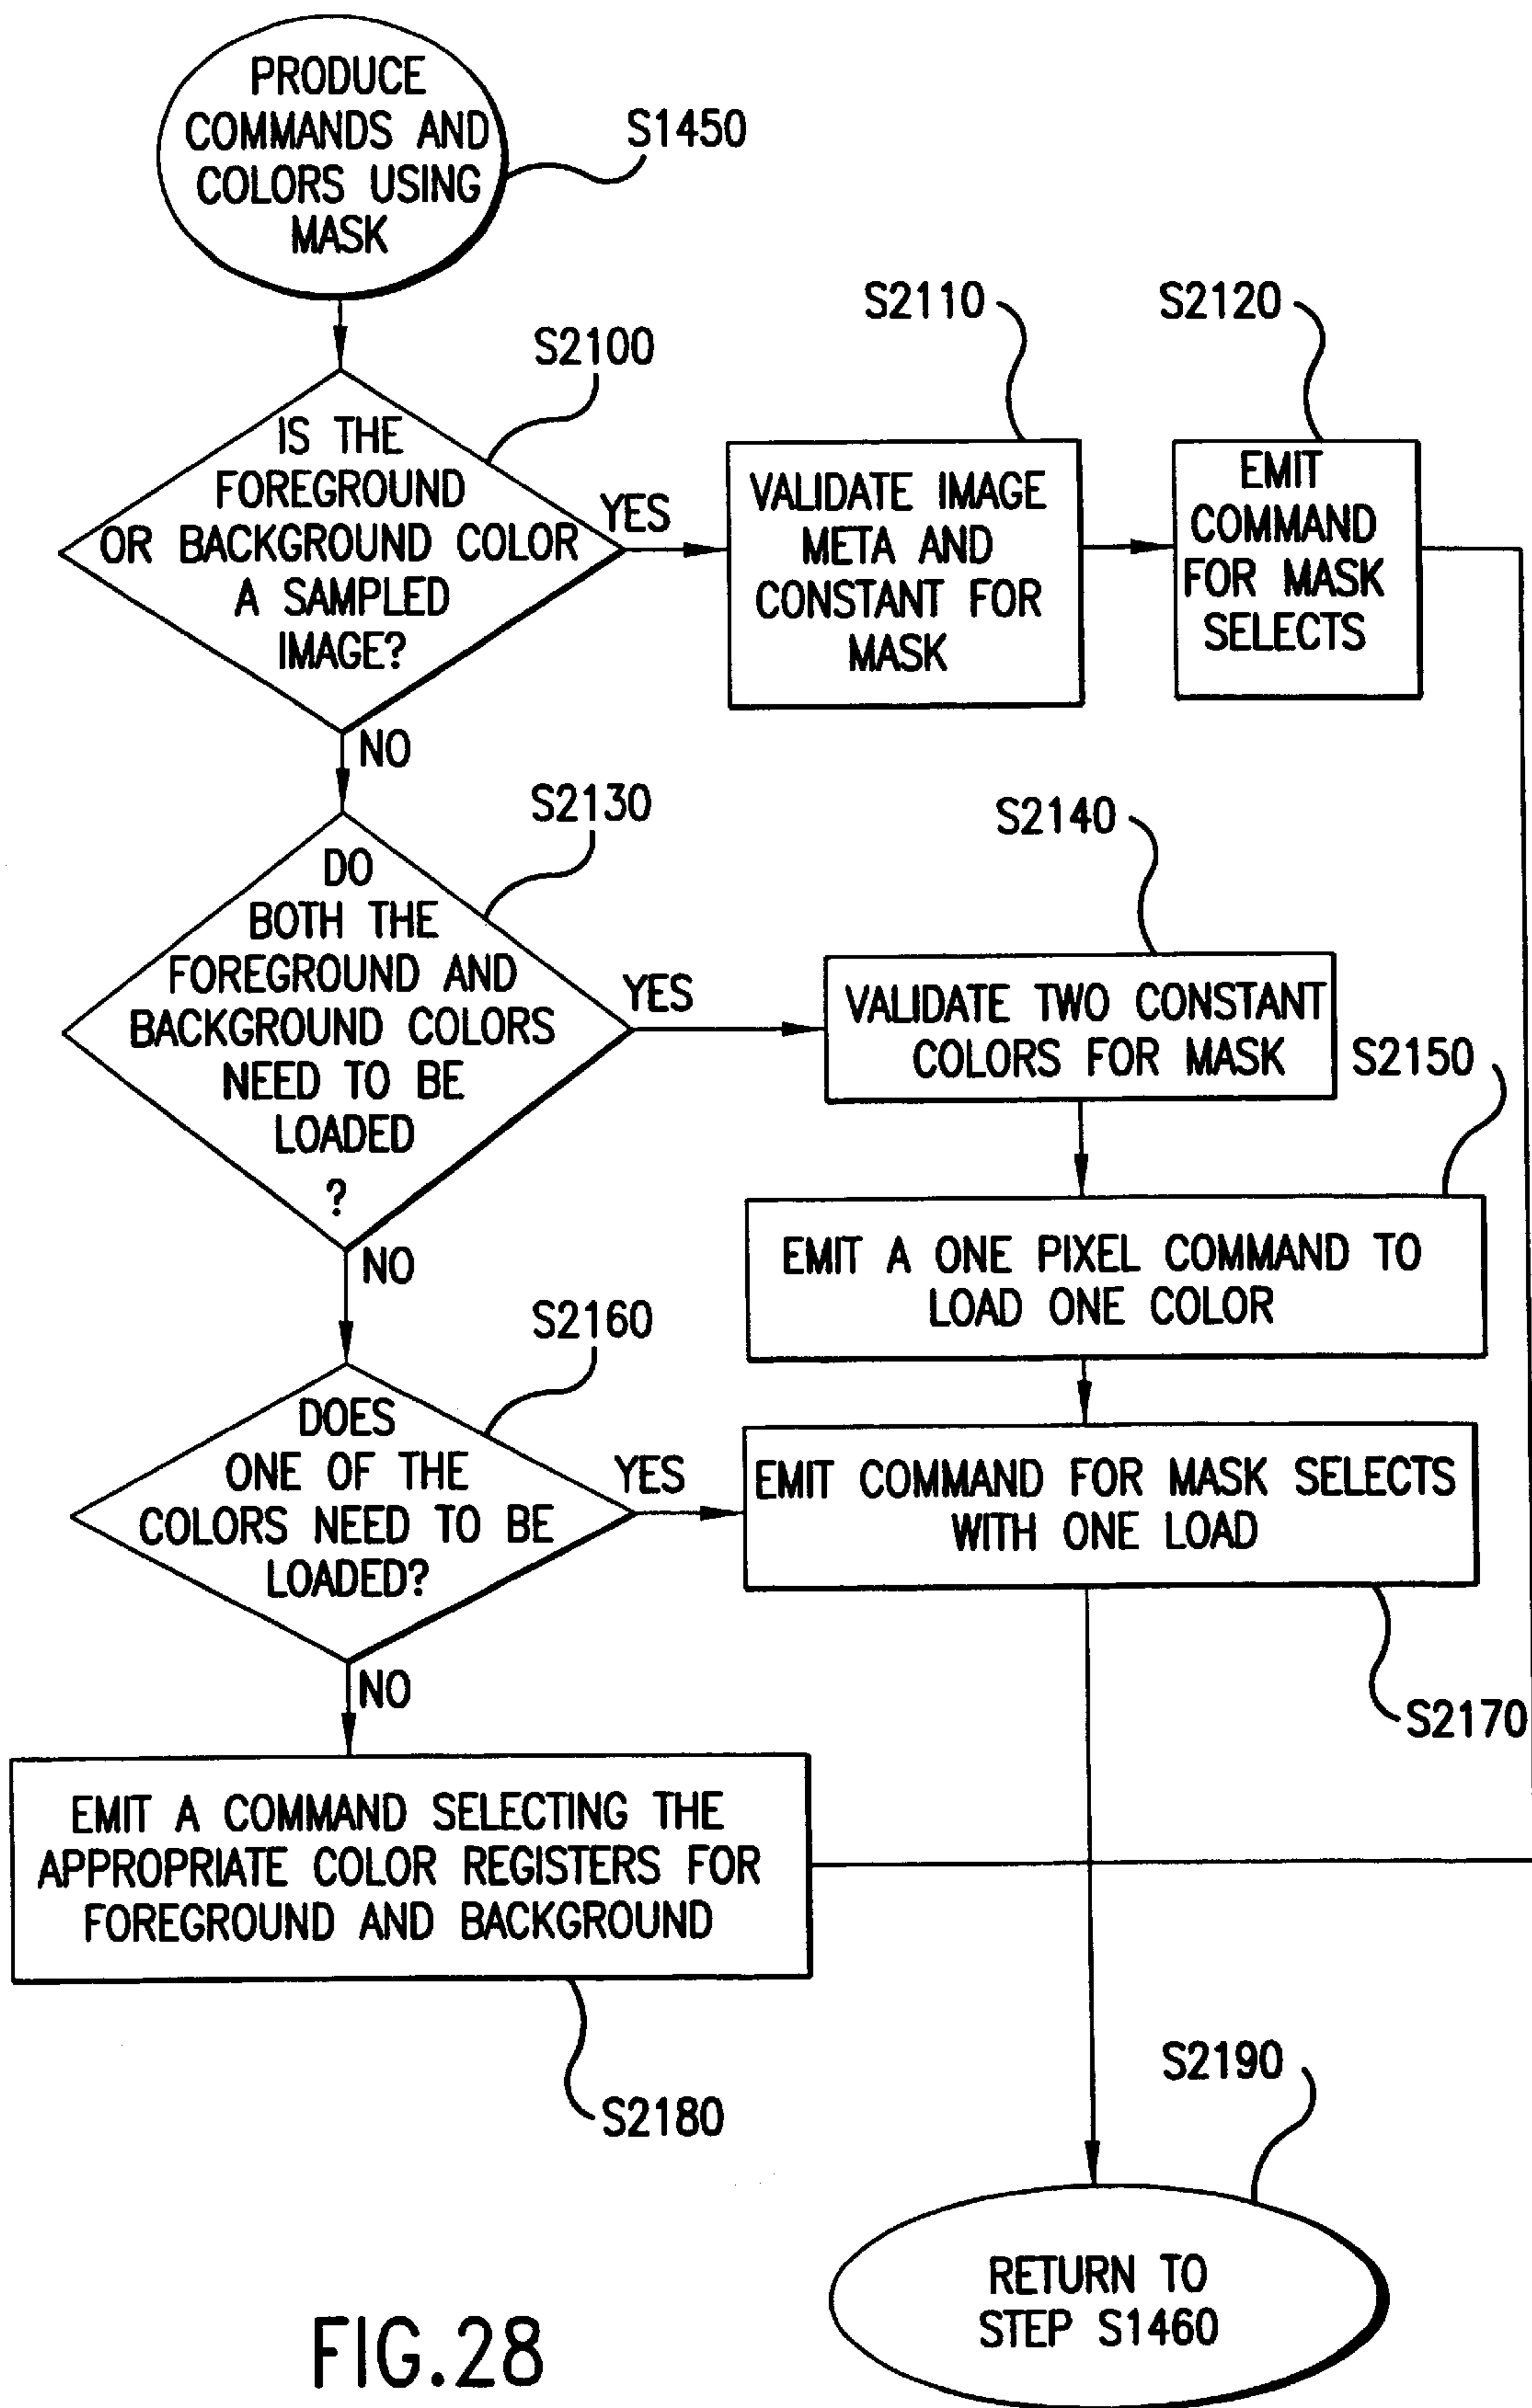 PRODUCE
COMMANDS AND
COLORS USING
MASK
S1450
S2100
IS THE
FOREGROUND
OR BACKGROUND COLOR
A SAMPLED
IMAGE?
YES
NO
S2110
VALIDATE IMAGE
META AND
CONSTANT FOR
MASK
S2120
EMIT
COMMAND
FOR MASK
SELECTS
S2130
DO
BOTH THE
FOREGROUND AND
BACKGROUND COLORS
NEED TO BE
LOADED
?
YES
NO
S2140
VALIDATE TWO CONSTANT
COLORS FOR MASK
S2150
EMIT A ONE PIXEL COMMAND TO
LOAD ONE COLOR
S2160
DOES
ONE OF THE
COLORS NEED TO BE
LOADED?
YES
NO
EMIT COMMAND FOR MASK SELECTS
WITH ONE LOAD
S2170
EMIT A COMMAND SELECTING THE
APPROPRIATE COLOR REGISTERS FOR
FOREGROUND AND BACKGROUND
S2180
S2190
RETURN TO
STEP S1460
FIG.28